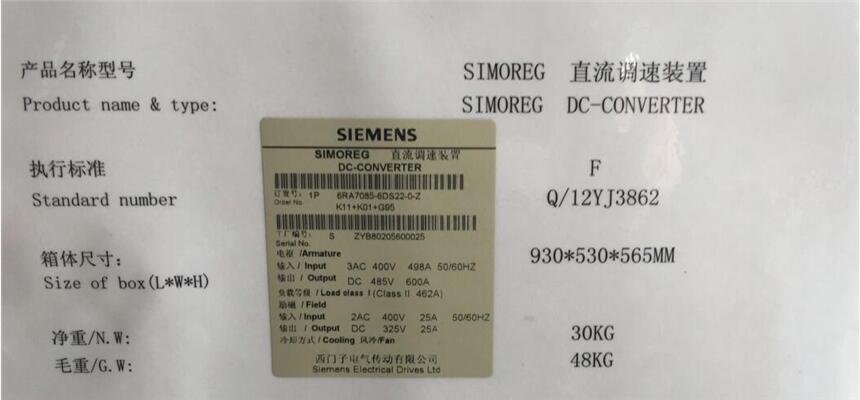 产品名称型号 SIMOREG 直流调速装置
Product name & type: SIMOREG DC-CONVERTER
执行标准 F
Standard number Q/12YJ3862
箱体尺寸: 930*530*565MM
Size of box(L*W*H)
净重/N.W: 30KG
毛重/G.W: 48KG
SIEMENS
SIMOREG 直流调速装置
DC-CONVERTER
订货号: 1P 6RA7085-6DS22-0-Z
Order No. K11+K01+G95
工厂编号: S ZYB80205600025
Serial No.
电枢 /Armature
输入 / Input 3AC 400V 498A 50/60HZ
输出 / Output DC 485V 600A
负载等级 / Load class I (Class II 462A)
励磁 / Field
输入 / Input 2AC 400V 25A 50/60HZ
输出 / Output DC 325V 25A
冷却方式 / Cooling 风冷/Fan
西门子电气传动有限公司
Siemens Electrical Drives Ltd